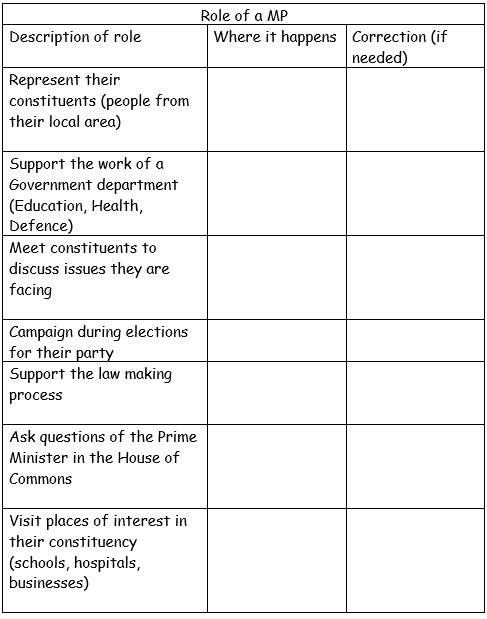 Role of a MP
Description of role
Where it happens
Correction (if
needed)
Represent their
constituents (people from
their local area)
Support the work of a
Government department
(Education, Health,
Defence)
Meet constituents to
discuss issues they are
facing
Campaign during elections
for their party
Support the law making
process
Ask questions of the Prime
Minister in the House of
Commons
Visit places of interest in
their constituency
(schools, hospitals,
businesses)